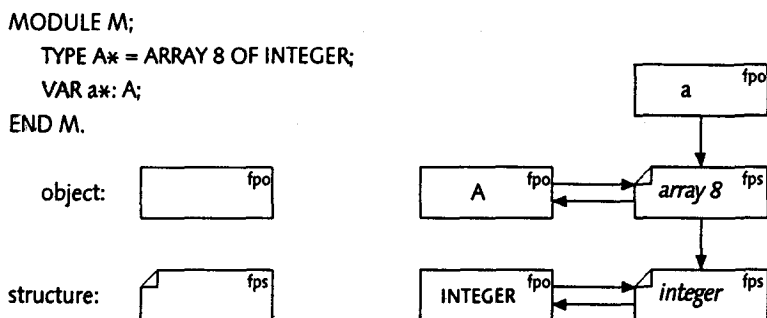 MODULE M;
TYPE A* = ARRAY 8 OF INTEGER;
VAR a*: A;
END M.
a fpo
object: fpo
A fpo
array 8 fps
structure: fps
INTEGER fpo
integer fps